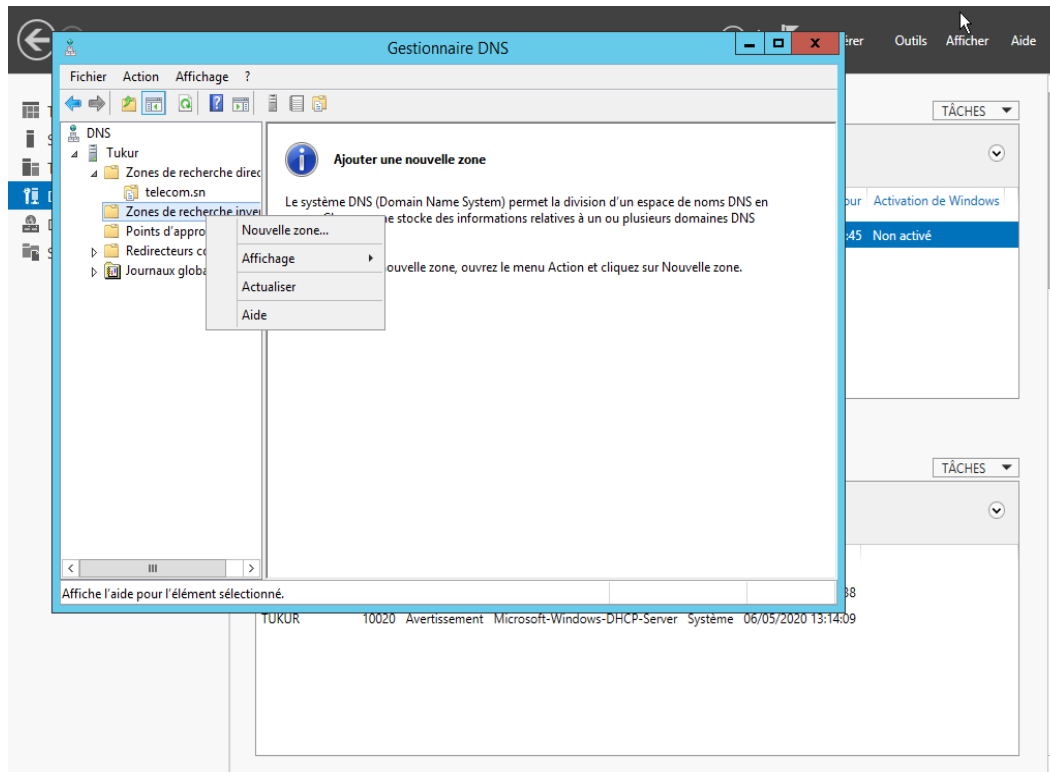 Gestionnaire DNS
Outils Afficher Aide
Fichier Action Affichage ?
TÂCHES
DNS
Tukur
Zones de recherche direc
telecom.sn
Zones de recherche inver
Points d'appro
Redirecteurs co
Journaux globa
Nouvelle zone...
Affichage
Actualiser
Aide
Ajouter une nouvelle zone
Le système DNS (Domain Name System) permet la division d'un espace de noms DNS en
e stocke des informations relatives à un ou plusieurs domaines DNS
ouvelle zone, ouvrez le menu Action et cliquez sur Nouvelle zone.
our Activation de Windows
:45 Non activé
TÂCHES
Affiche l'aide pour l'élément sélectionné.
38
TUKUR 10020 Avertissement Microsoft-Windows-DHCP-Server Système 06/05/2020 13:14:09